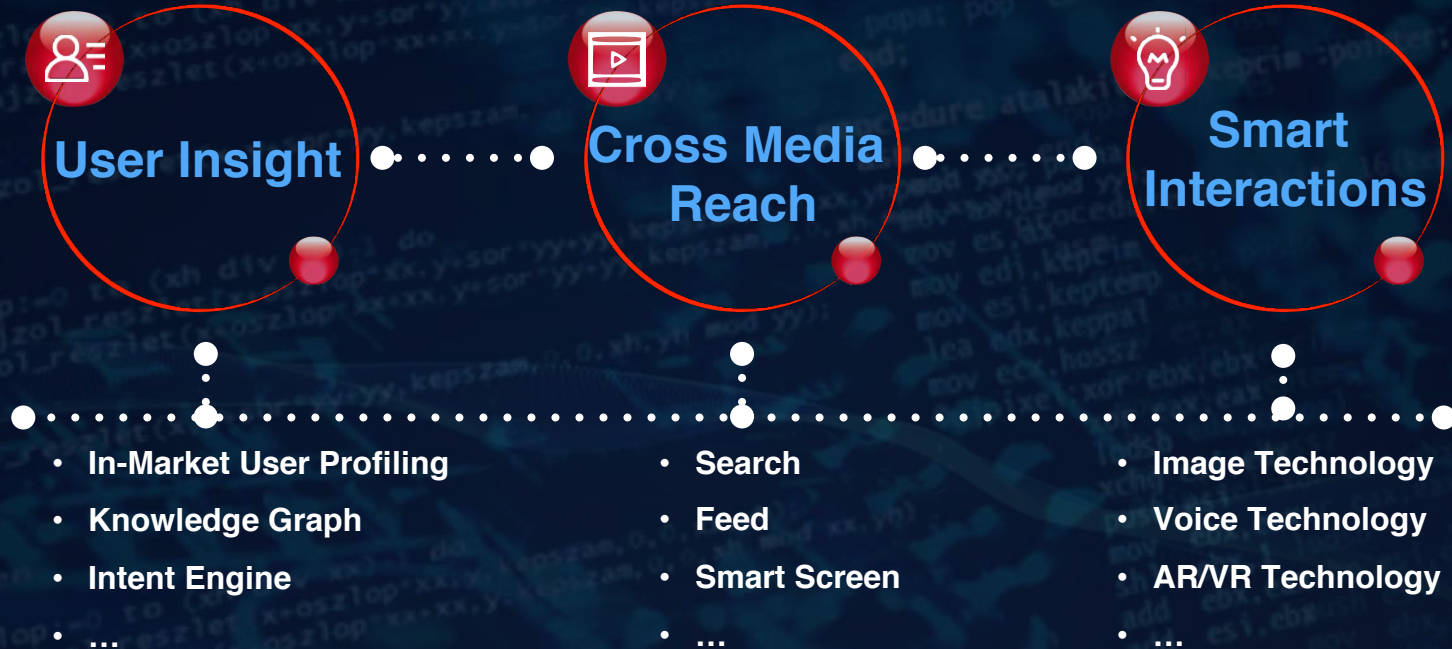 User Insight
Cross Media
Reach
Smart
Interactions
• In-Market User Profiling
• Knowledge Graph
• Intent Engine
• ...
• Search
• Feed
• Smart Screen
• ...
• Image Technology
• Voice Technology
• AR/VR Technology
• ...